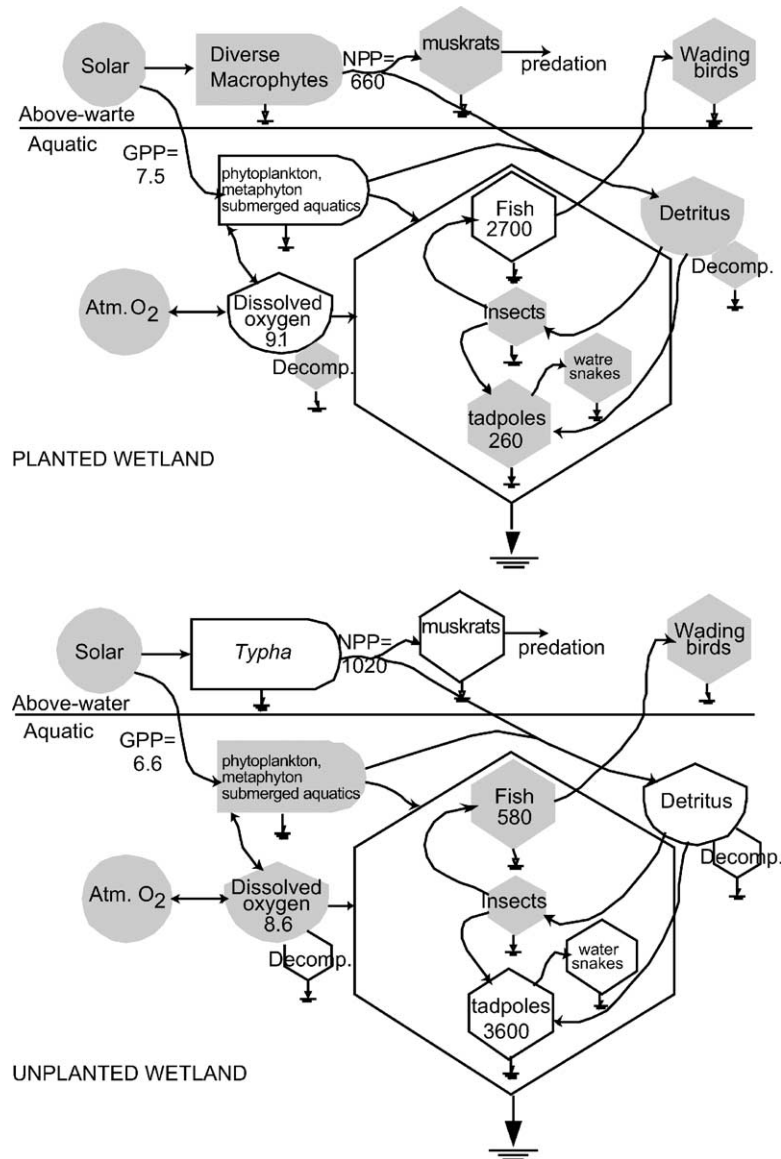 Solar
Diverse
Macrophytes
NPP=
660
muskrats
predation
Wading
birds
Above-warte
Aquatic
GPP=
7.5
phytoplankton,
metaphyton
submerged aquatics
Fish
2700
Detritus
Decomp.
Atm. O2
Dissolved
oxygen
9.1
Decomp.
insects
watre
snakes
tadpoles
260
PLANTED WETLAND
Solar
Typha
NPP=
1020
muskrats
predation
Wading
birds
Above-water
Aquatic
GPP=
6.6
phytoplankton,
metaphyton
submerged aquatics
Fish
580
Detritus
Decomp.
Atm. O2
Dissolved
oxygen
8.6
Decomp.
Insects
water
snakes
tadpoles
3600
UNPLANTED WETLAND